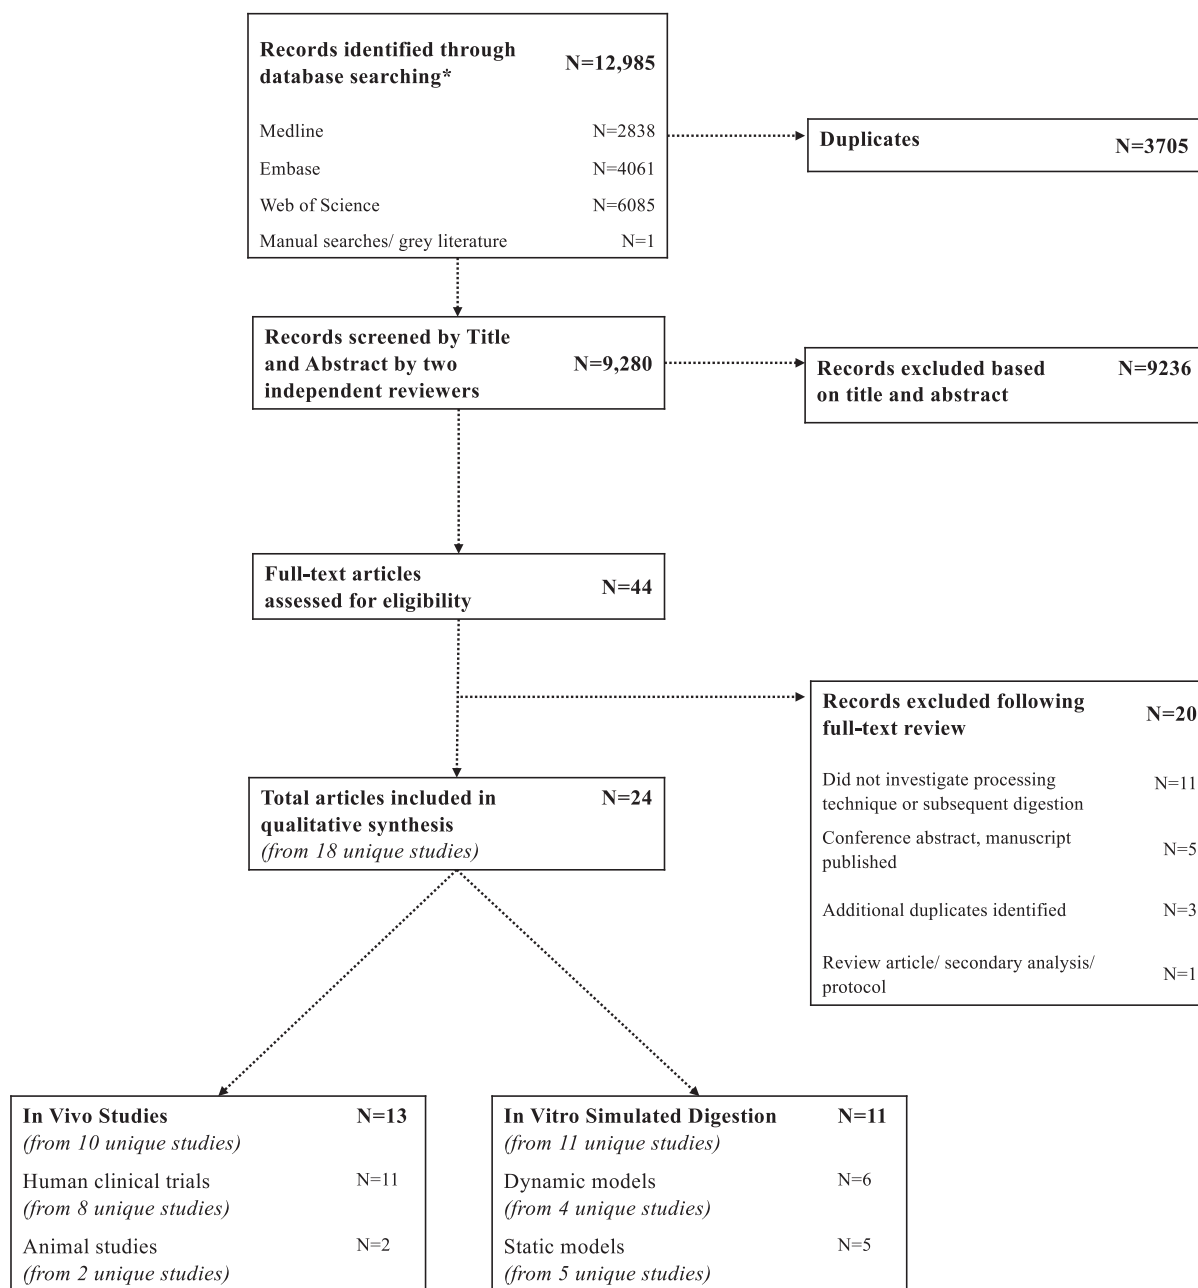 Records identified through
database searching*
N=12,985
Medline N=2838
Embase N=4061
Web of Science N=6085
Manual searches/ grey literature N=1
Duplicates N=3705
Records screened by Title
and Abstract by two
independent reviewers
N=9,280
Records excluded based
on title and abstract
N=9236
Full-text articles
assessed for eligibility
N=44
Records excluded following
full-text review
N=20
Did not investigate processing
technique or subsequent digestion
N=11
Conference abstract, manuscript
published
N=5
Additional duplicates identified N=3
Review article/ secondary analysis/
protocol
N=1
Total articles included in N=24
qualitative synthesis
(from 18 unique studies)
In Vivo Studies N=13
(from 10 unique studies)
Human clinical trials N=11
(from 8 unique studies)
Animal studies N=2
(from 2 unique studies)
In Vitro Simulated Digestion N=11
(from 11 unique studies)
Dynamic models N=6
(from 4 unique studies)
Static models N=5
(from 5 unique studies)